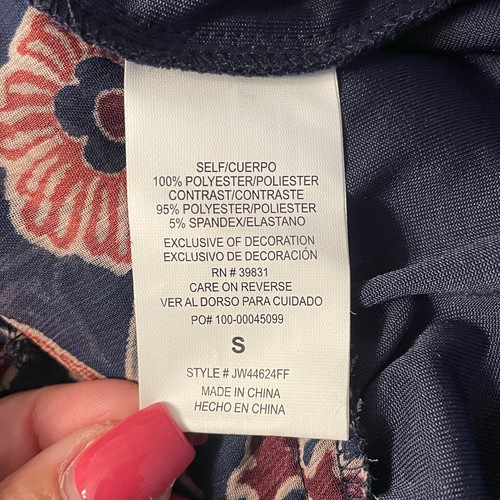 SELF/CUERPO
100% POLYESTER/POLIESTER
CONTRAST/CONTRASTE
95% POLYESTER/POLIESTER
5% SPANDEX/ELASTANO
EXCLUSIVE OF DECORATION
EXCLUSIVO DE DECORACIÓN
RN # 39831
CARE ON REVERSE
VER AL DORSO PARA CUIDADO
PO# 100-00045099
S
STYLE # JW44624FF
MADE IN CHINA
HECHO EN CHINA